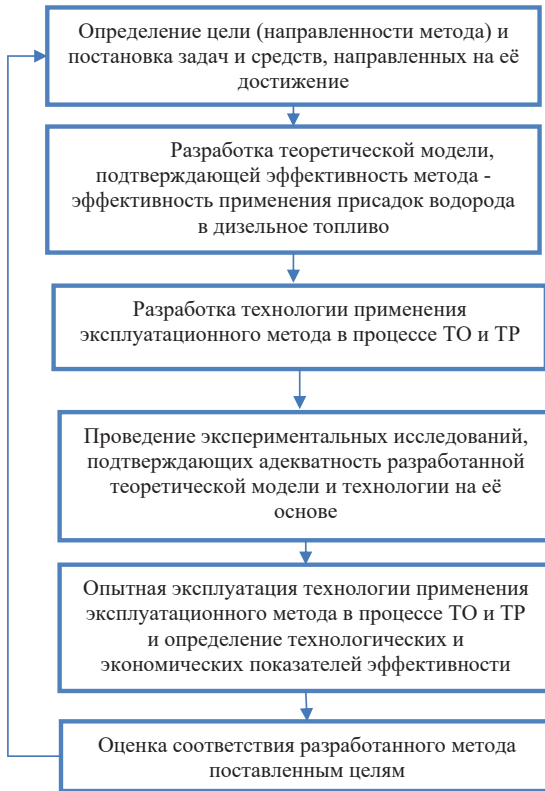 Определение цели (направленности метода) и
постановка задач и средств, направленных на её
достижение
Разработка теоретической модели,
подтверждающей эффективность метода -
эффективность применения присадок водорода
в дизельное топливо
Разработка технологии применения
эксплуатационного метода в процессе ТО и ТР
Проведение экспериментальных исследований,
подтверждающих адекватность разработанной
теоретической модели и технологии на её
основе
Опытная эксплуатация технологии применения
эксплуатационного метода в процессе ТО и ТР
и определение технологических и
экономических показателей эффективности
Оценка соответствия разработанного метода
поставленным целям